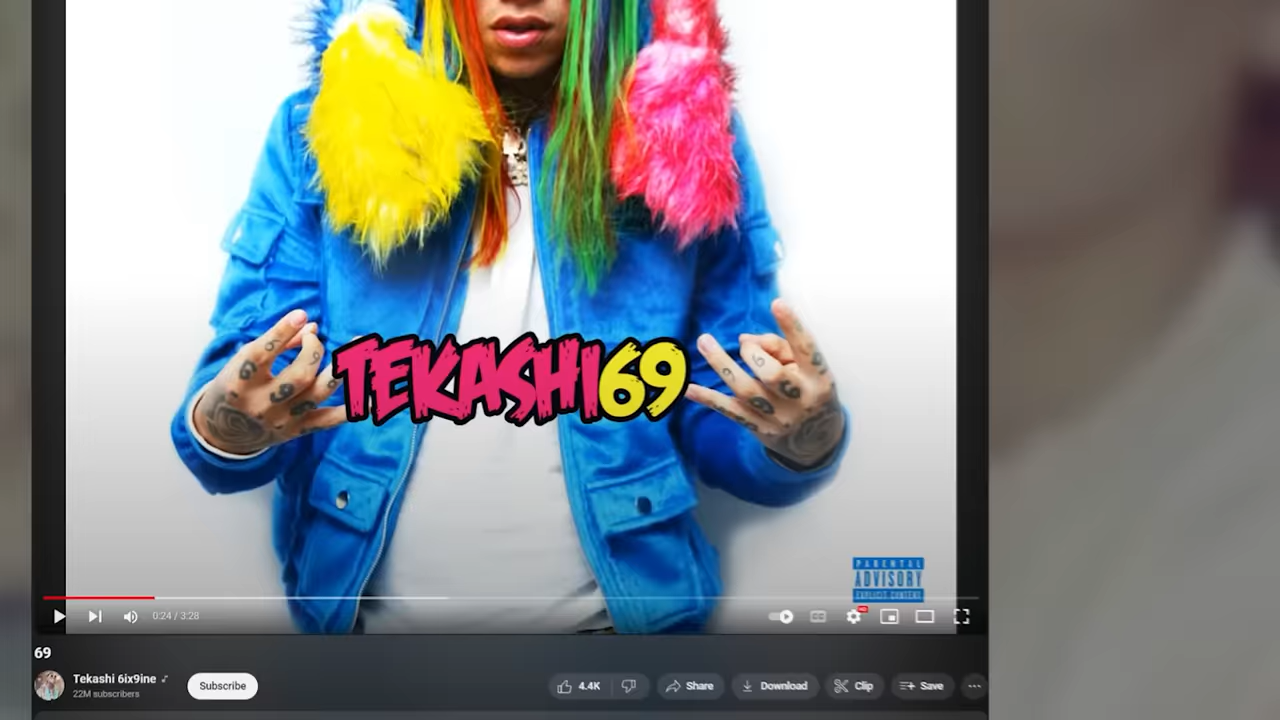 TEKASHI69
PARENTAL
ADVISORY
EXPLICIT CONTENT
0:24 / 3:28
HD
69
Tekashi 6ix9ine
22M subscribers
Subscribe
4.4K
Share
Download
Clip
Save